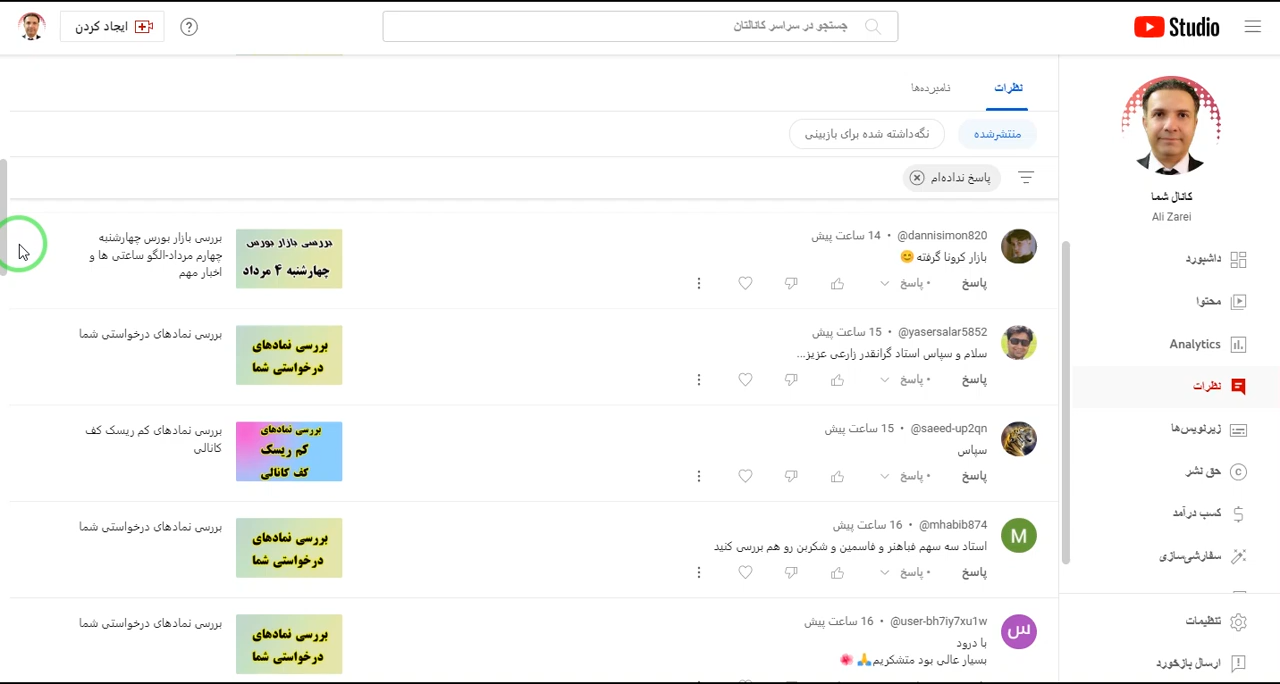 Studio
جستجو در سراسر کانالتان
ایجاد کردن
کانال شما
Ali Zarei
داشبورد
محتوا
Analytics
نظرات
زیرنویس‌ها
حق نشر
کسب درآمد
سفارشی‌سازی
تنظیمات
ارسال بازخورد
نظرات
نامبرده‌ها
منتشرشده
نگه‌داشته شده برای بازبینی
پاسخ نداده‌ام
@dannisimon820 • 14 ساعت پیش
بازار کرونا گرفته 😊
پاسخ
• پاسخ
بررسی بازار بورس
چهارشنبه ۴ مرداد
بررسی بازار بورس چهارشنبه
چهارم مرداد-الگو ساعتی ها و
اخبار مهم
@yasersalar5852 • 15 ساعت پیش
سلام و سپاس استاد گرانقدر زارعی عزیز...
پاسخ
• پاسخ
بررسی نمادهای
درخواستی شما
بررسی نمادهای درخواستی شما
@saeed-up2qn • 15 ساعت پیش
سپاس
پاسخ
• پاسخ
بررسی نمادهای
کم ریسک
کف کانالی
بررسی نمادهای کم ریسک کف
کانالی
M
@mhabib874 • 16 ساعت پیش
استاد سه سهم فباهنر و فاسمین و شکربن رو هم بررسی کنید
پاسخ
• پاسخ
بررسی نمادهای
درخواستی شما
بررسی نمادهای درخواستی شما
س
@user-bh7iy7xu1w • 16 ساعت پیش
با درود
بسیار عالی بود متشکریم🙏🌺
بررسی نمادهای
درخواستی شما
بررسی نمادهای درخواستی شما